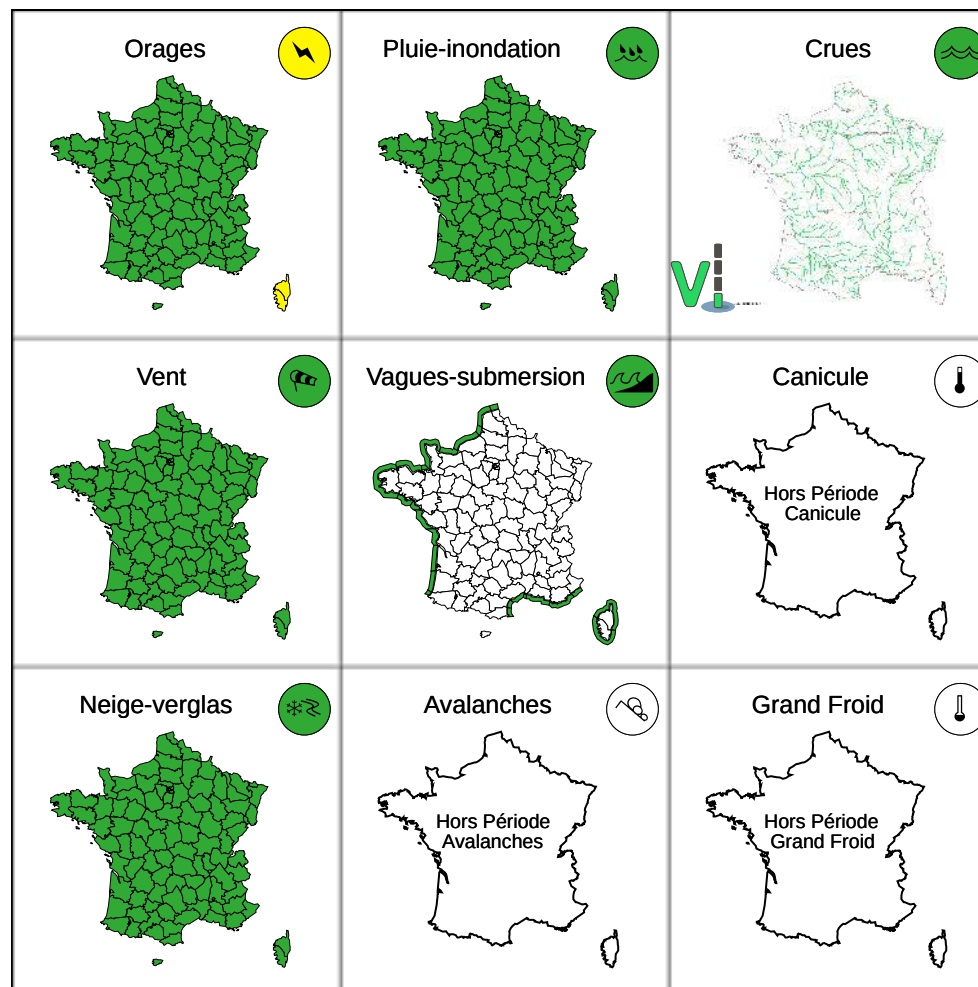 Orages
Pluie-inondation
Crues
Vi
Vent
Vagues-submersion
Canicule
Hors Période
Canicule
Neige-verglas
Avalanches
Hors Période
Avalanches
Grand Froid
Hors Période
Grand Froid